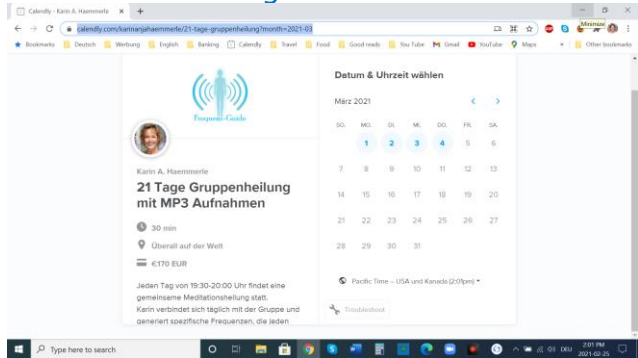 Calendly - Karin A. Haemmerle
calendly.com/karinanjahaemmerle/21-tage-gruppenheilung?month=2021-03
Minimize
Bookmarks Deutsch Werbung English Banking Calendly Travel Food Good reads You Tube Gmail YouTube Maps Other bookmarks
Frequenz-Guide
Karin A. Haemmerle
21 Tage Gruppenheilung
mit MP3 Aufnahmen
30 min
Überall auf der Welt
€170 EUR
Jeden Tag von 19:30-20:00 Uhr findet eine
gemeinsame Meditationsheilung statt.
Karin verbindet sich täglich mit der Gruppe und
generiert spezifische Frequenzen, die jeden
Datum & Uhrzeit wählen
März 2021
SO. MO. DI. MI. DO. FR. SA.
1 2 3 4 5 6
7 8 9 10 11 12 13
14 15 16 17 18 19 20
21 22 23 24 25 26 27
28 29 30 31
Pacific Time – USA und Kanada (2:01pm)
Troubleshoot
Type here to search
DEU
2:01 PM
2021-02-25